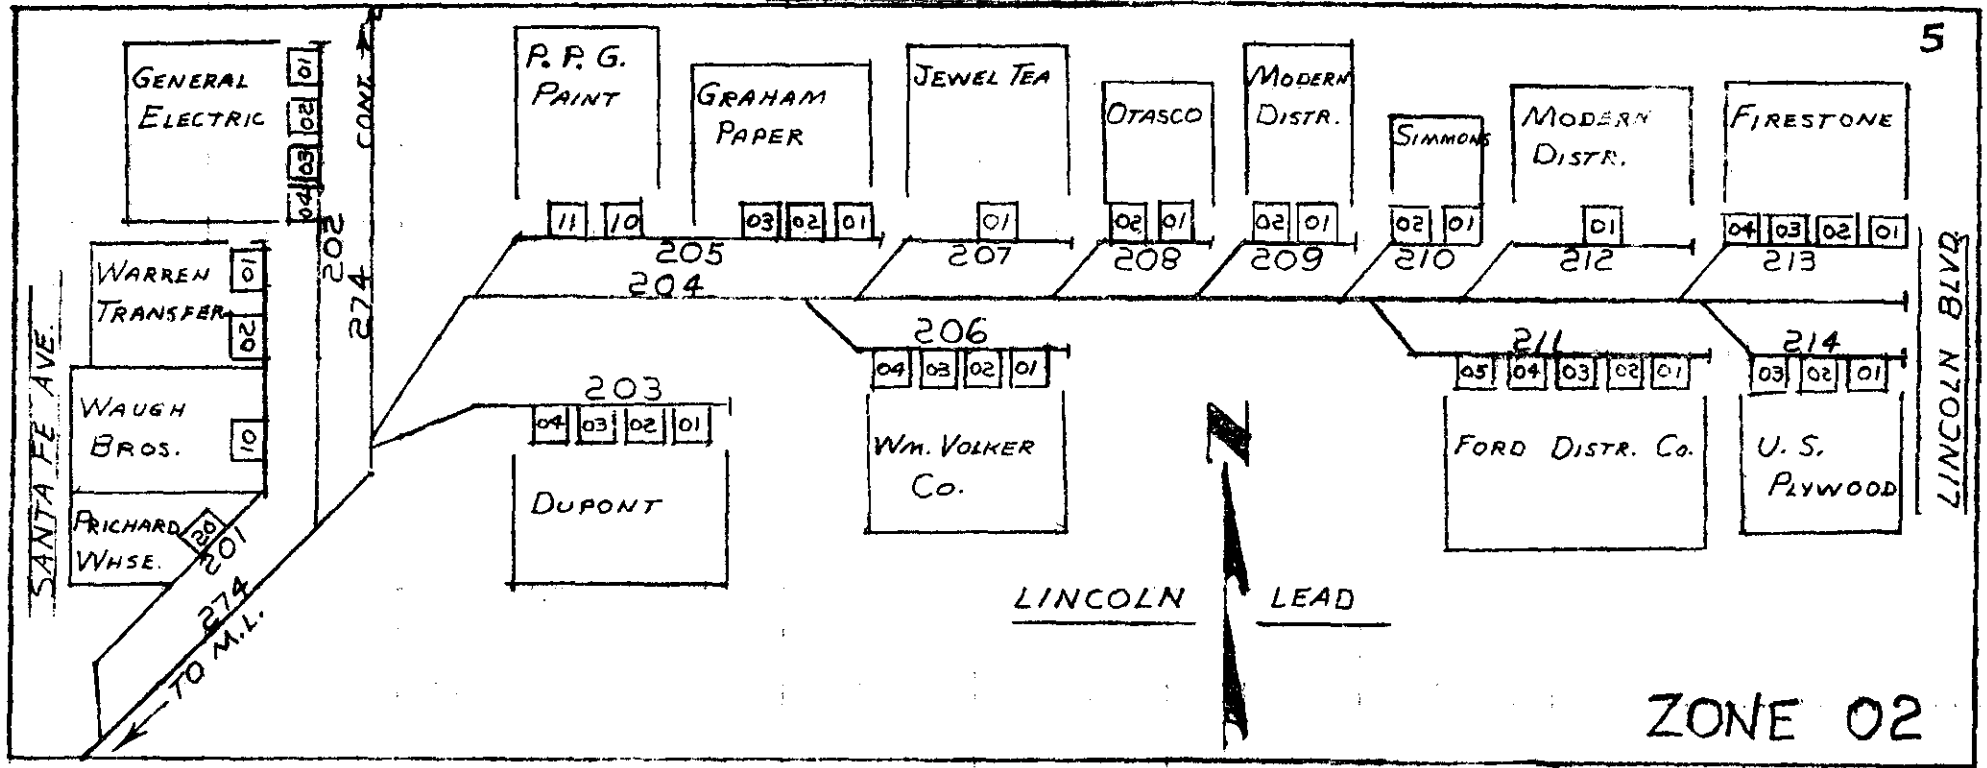 5
GENERAL
ELECTRIC
01
02
03
04
CONT.
202
274
P. P. G.
PAINT
11 10
GRAHAM
PAPER
03 02 01
205
204
JEWEL TEA
01
207
OTASCO
02 01
208
MODERN
DISTR.
02 01
209
SIMMONS
02 01
210
MODERN
DISTR.
01
212
FIRESTONE
04 03 02 01
213
LINCOLN BLVD
SANTA FE AVE.
WARREN
TRANSFER
01
02
WAUGH
BROS.
10
PRICHARD
WHSE.
20
201
274
TO M.L.
203
04 03 02 01
DUPONT
206
04 03 02 01
WM. VOLKER
CO.
211
05 04 03 02 01
FORD DISTR. CO.
214
03 02 01
U. S.
PLYWOOD
N
LINCOLN LEAD
ZONE 02